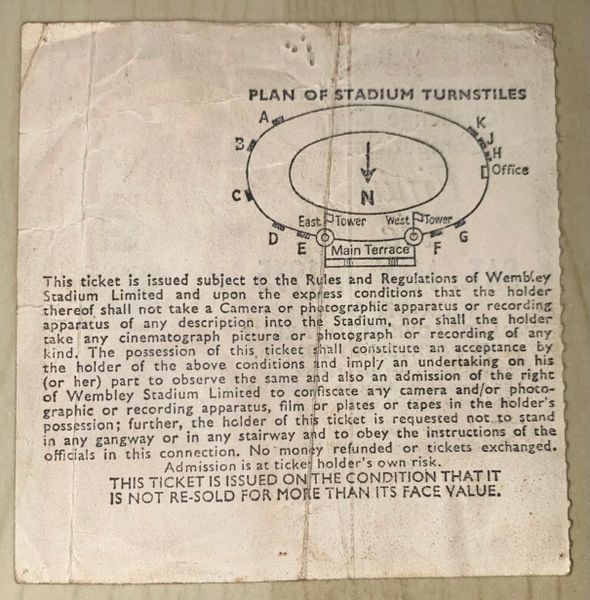 PLAN OF STADIUM TURNSTILES
A
K
J
B
H
Office
C
N
East Tower
West Tower
D
E
Main Terrace
F
G
This ticket is issued subject to the Rules and Regulations of Wembley
Stadium Limited and upon the express conditions that the holder
thereof shall not take a Camera or photographic apparatus or recording
apparatus of any description into the Stadium, nor shall the holder
take any cinematograph picture or photograph or recording of any
kind. The possession of this ticket shall constitute an acceptance by
the holder of the above conditions and imply an undertaking on his
(or her) part to observe the same and also an admission of the right
of Wembley Stadium Limited to confiscate any camera and/or photo-
graphic or recording apparatus, film or plates or tapes in the holder's
possession; further, the holder of this ticket is requested not to stand
in any gangway or in any stairway and to obey the instructions of the
officials in this connection. No money refunded or tickets exchanged.
Admission is at ticket holder's own risk.
THIS TICKET IS ISSUED ON THE CONDITION THAT IT
IS NOT RE-SOLD FOR MORE THAN ITS FACE VALUE.